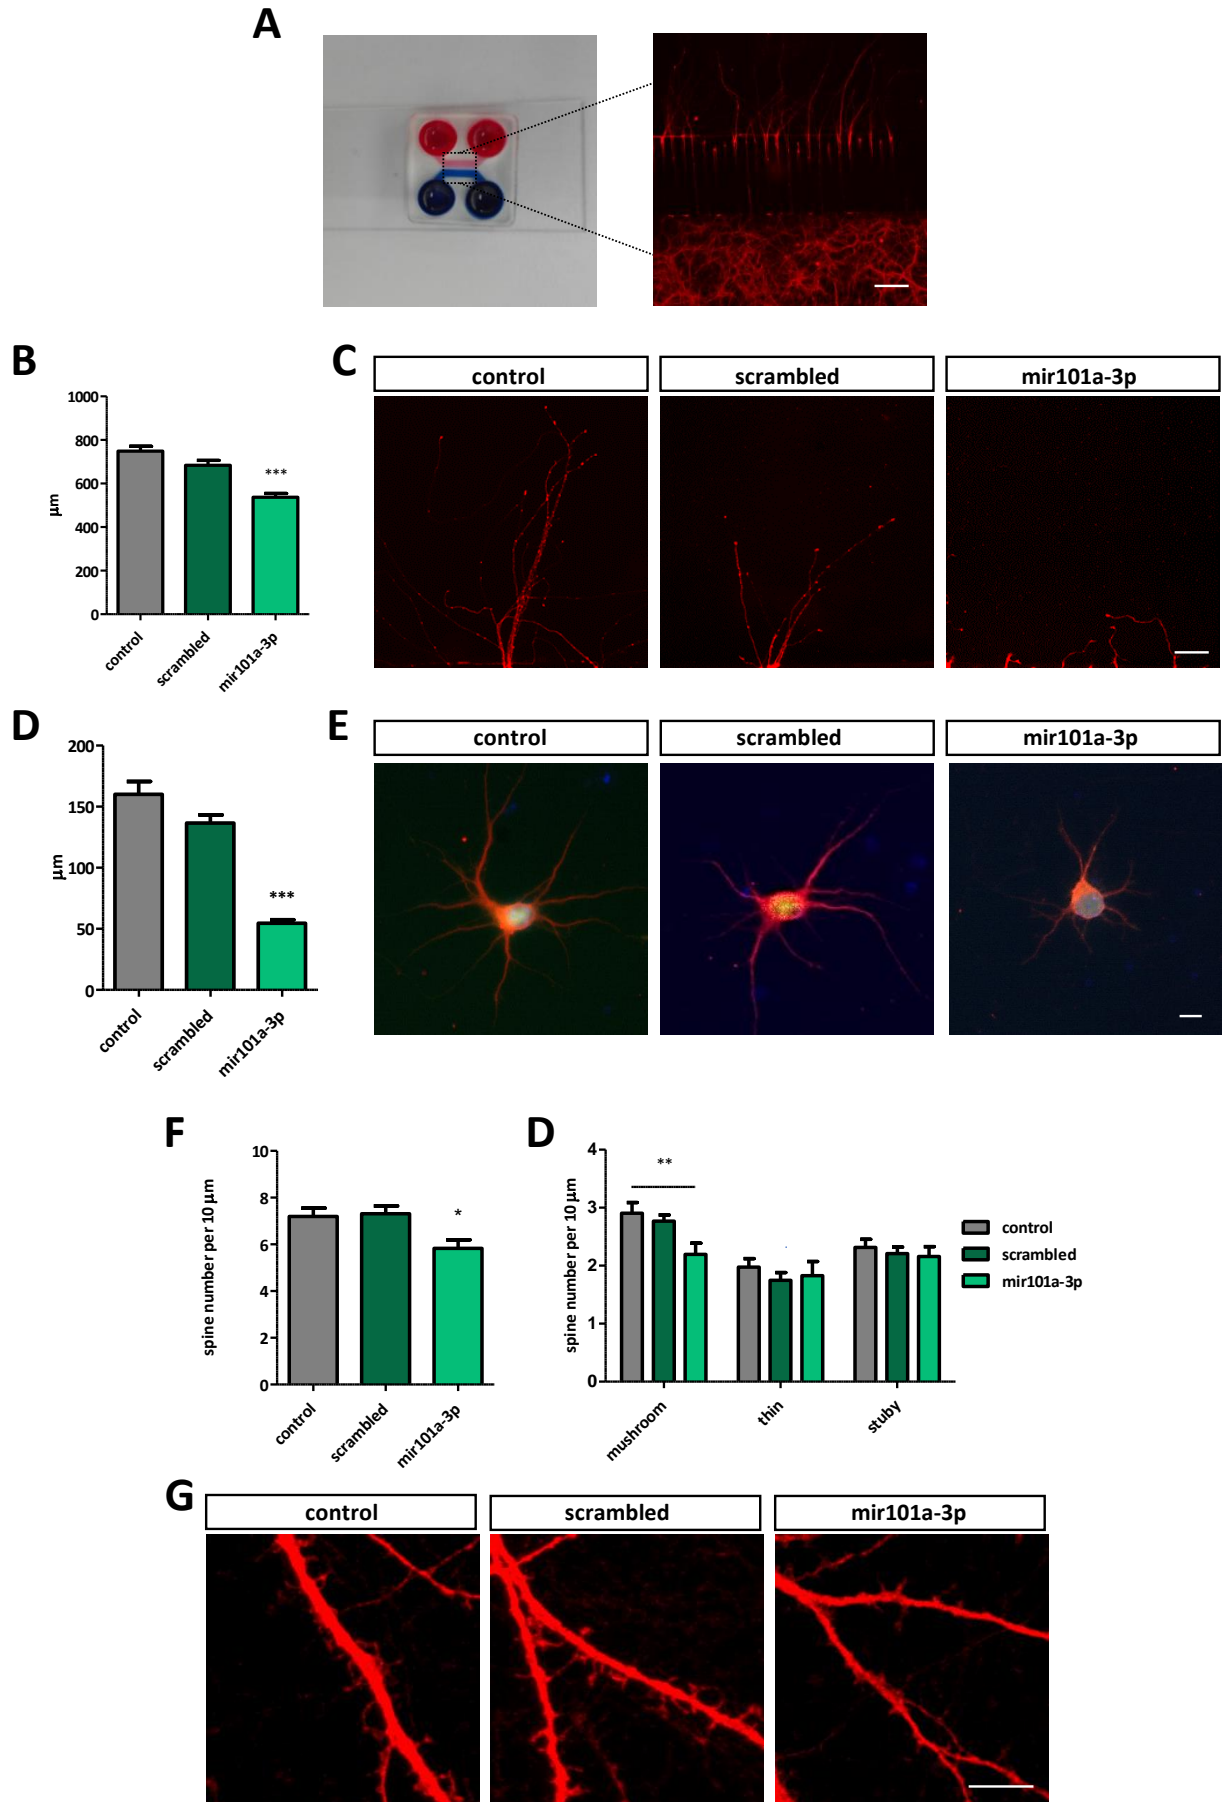 A
B
1000
800
600
400
200
0
μm
***
control
scrambled
mir101a-3p
C
control
scrambled
mir101a-3p
D
200
150
100
50
0
μm
***
control
scrambled
mir101a-3p
E
control
scrambled
mir101a-3p
F
10
8
6
4
2
0
spine number per 10 μm
*
control
scrambled
mir101a-3p
D
4
3
2
1
0
spine number per 10 μm
**
mushroom
thin
stuby
control
scrambled
mir101a-3p
G
control
scrambled
mir101a-3p